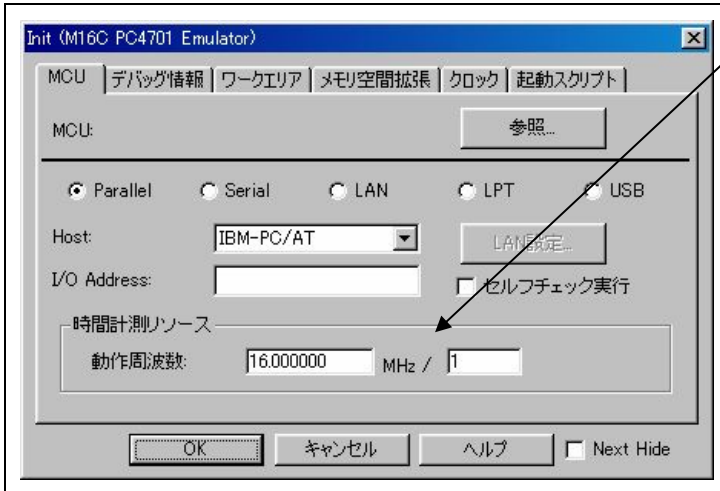 Init (M16C PC4701 Emulator)
MCU デバッグ情報 ワークエリア メモリ空間拡張 クロック 起動スクリプト
MCU: 参照...
Parallel Serial LAN LPT USB
Host: IBM-PC/AT LAN設定...
I/O Address: セルフチェック実行
時間計測リソース
動作周波数: 16.000000 MHz / 1
OK キャンセル ヘルプ Next Hide